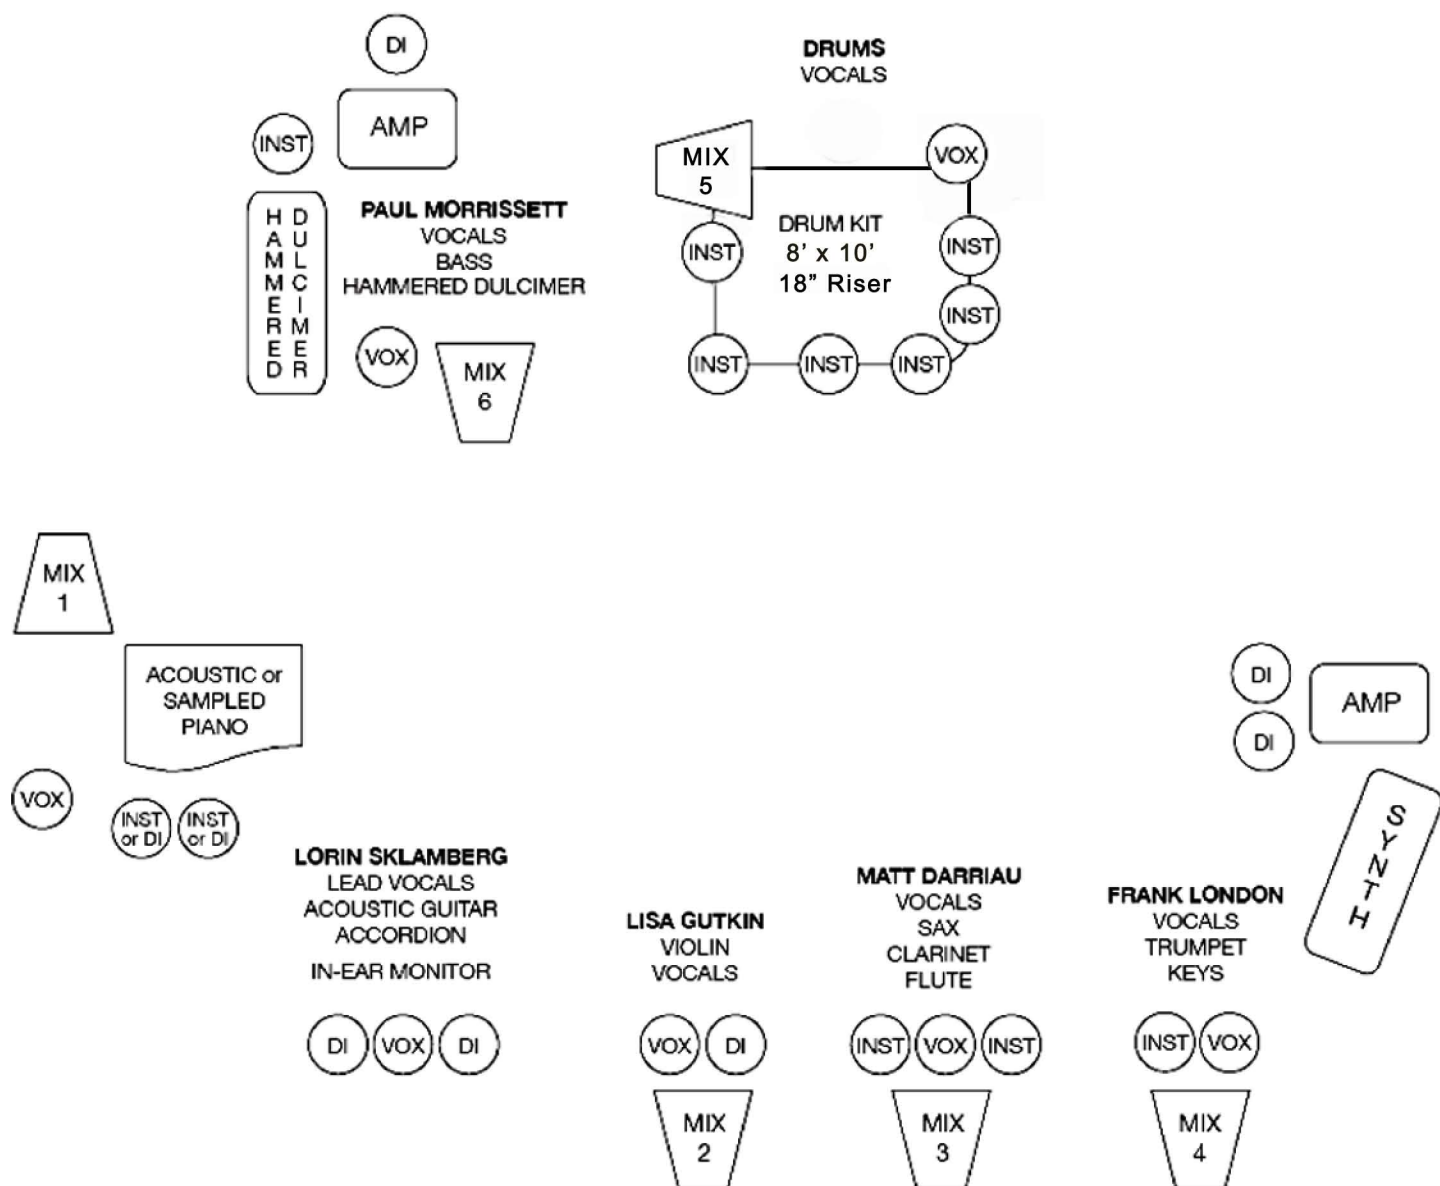 DI
AMP
INST
HAMMERED
DULCIMER
PAUL MORRISSETT
VOCALS
BASS
HAMMERED DULCIMER
VOX
MIX
6
DRUMS
VOCALS
MIX
5
VOX
DRUM KIT
8’ x 10’
18” Riser
INST
INST
INST
INST
INST
INST
MIX
1
ACOUSTIC or
SAMPLED
PIANO
VOX
INST
or DI
INST
or DI
LORIN SKLAMBERG
LEAD VOCALS
ACOUSTIC GUITAR
ACCORDION
IN-EAR MONITOR
DI
VOX
DI
LISA GUTKIN
VIOLIN
VOCALS
VOX
DI
MIX
2
MATT DARRIAU
VOCALS
SAX
CLARINET
FLUTE
INST
VOX
INST
MIX
3
FRANK LONDON
VOCALS
TRUMPET
KEYS
INST
VOX
MIX
4
DI
DI
AMP
SYNTH